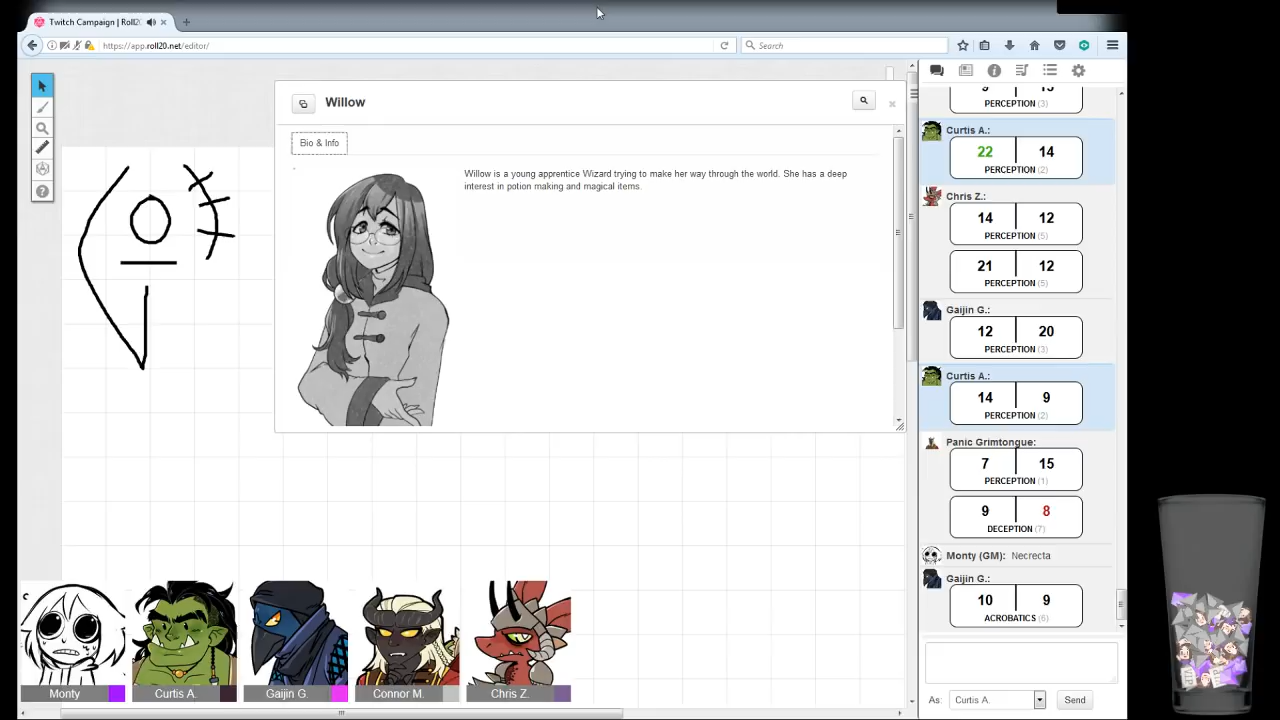 Twitch Campaign | Roll2
https://app.roll20.net/editor/
Search
Willow
Bio & Info
Willow is a young apprentice Wizard trying to make her way through the world. She has a deep
interest in potion making and magical items.
PERCEPTION (3)
Curtis A.:
22 14
PERCEPTION (2)
Chris Z.:
14 12
PERCEPTION (5)
21 12
PERCEPTION (5)
Gaijin G.:
12 20
PERCEPTION (3)
Curtis A.:
14 9
PERCEPTION (2)
Panic Grimtongue:
7 15
PERCEPTION (1)
9 8
DECEPTION (7)
Monty (GM): Necrecta
Gaijin G.:
10 9
ACROBATICS (6)
As: Curtis A. Send
Monty
Curtis A.
Gaijin G.
Connor M.
Chris Z.